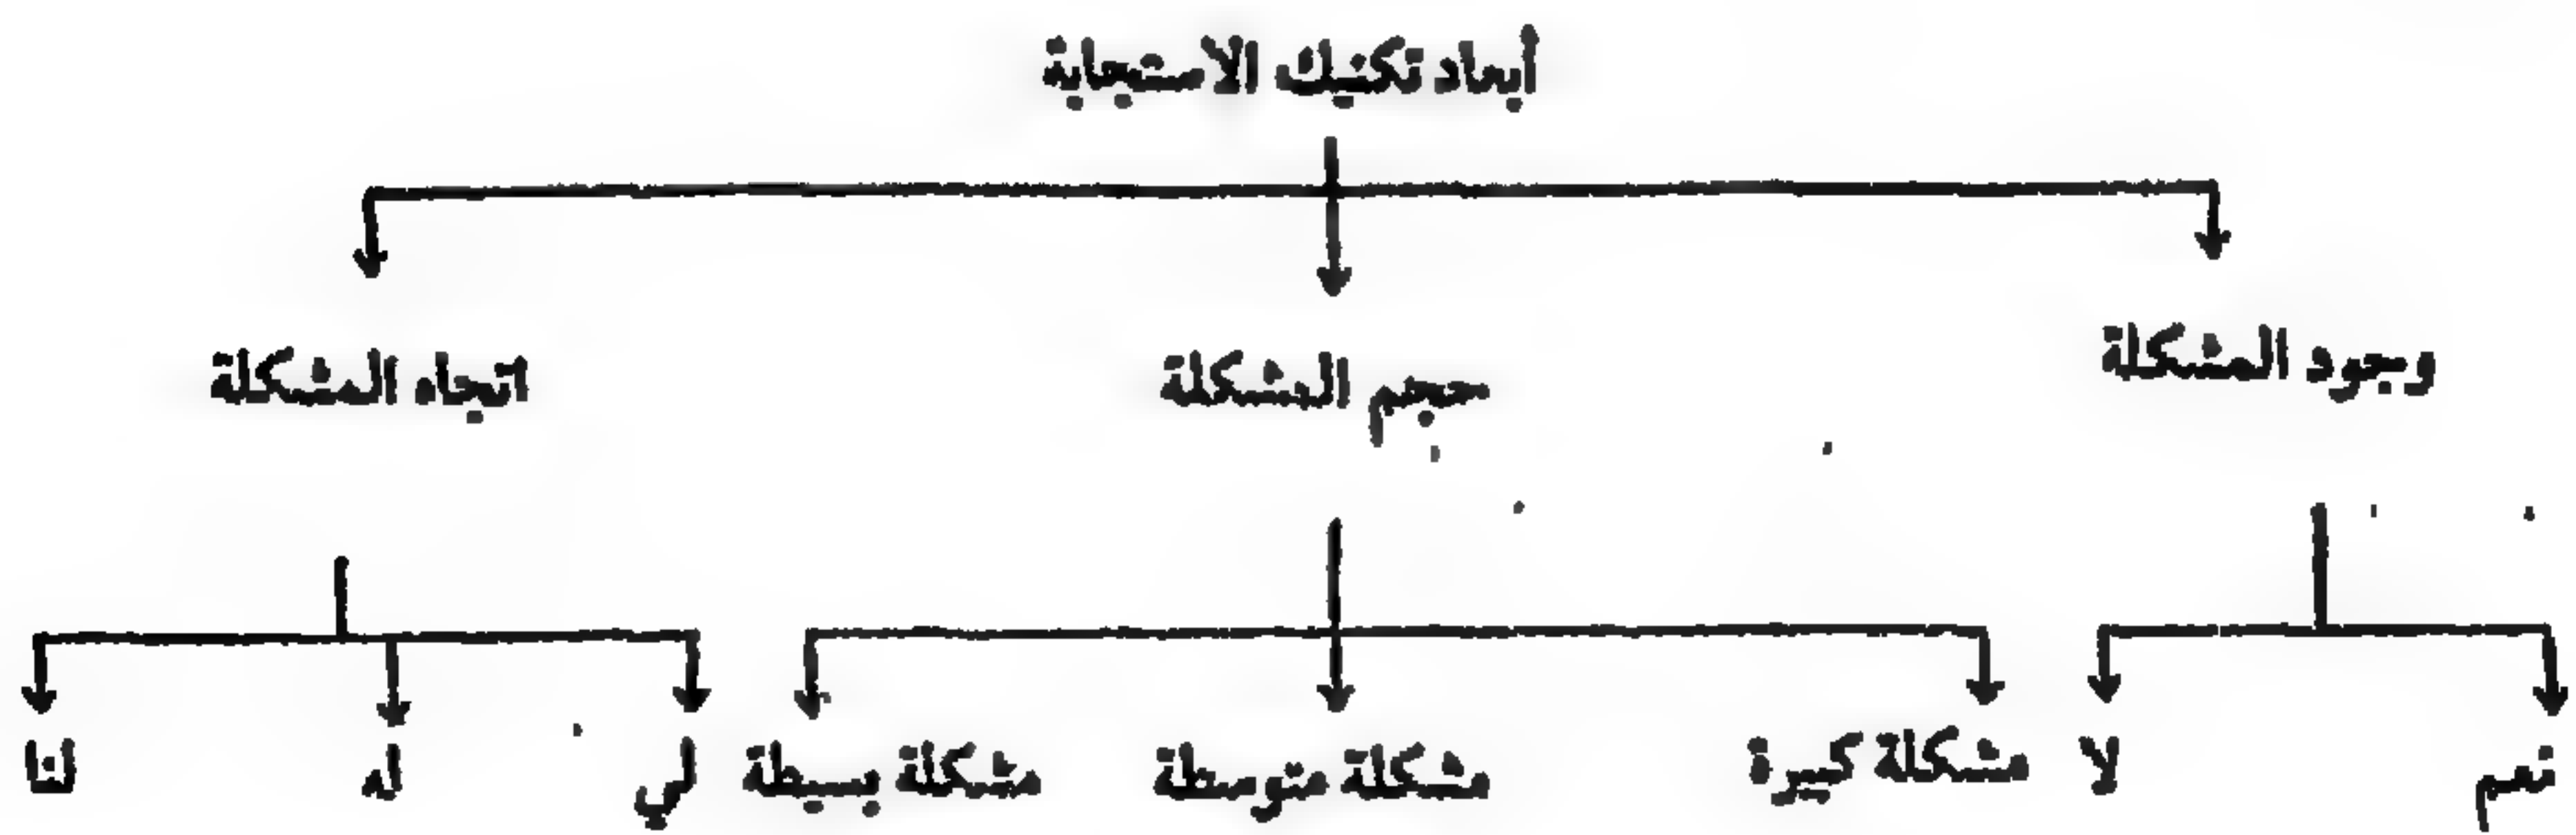 أبعاد تكنيك الاستجابة
وجود المشكلة
حجم المشكلة
اتجاه المشكلة
نعم
لا
مشكلة كبيرة
مشكلة متوسطة
مشكلة بسيطة
لي
له
لنا